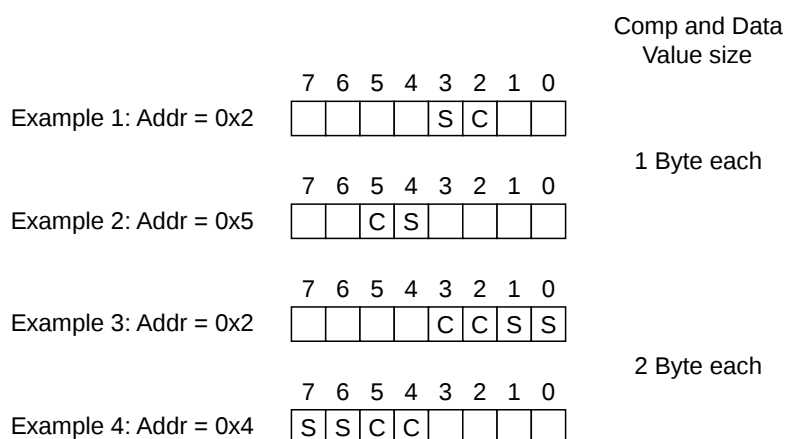 Comp and Data
Value size
7 6 5 4 3 2 1 0
Example 1: Addr = 0x2 S C
1 Byte each
7 6 5 4 3 2 1 0
Example 2: Addr = 0x5 C S
7 6 5 4 3 2 1 0
Example 3: Addr = 0x2 C C S S
2 Byte each
7 6 5 4 3 2 1 0
Example 4: Addr = 0x4 S S C C